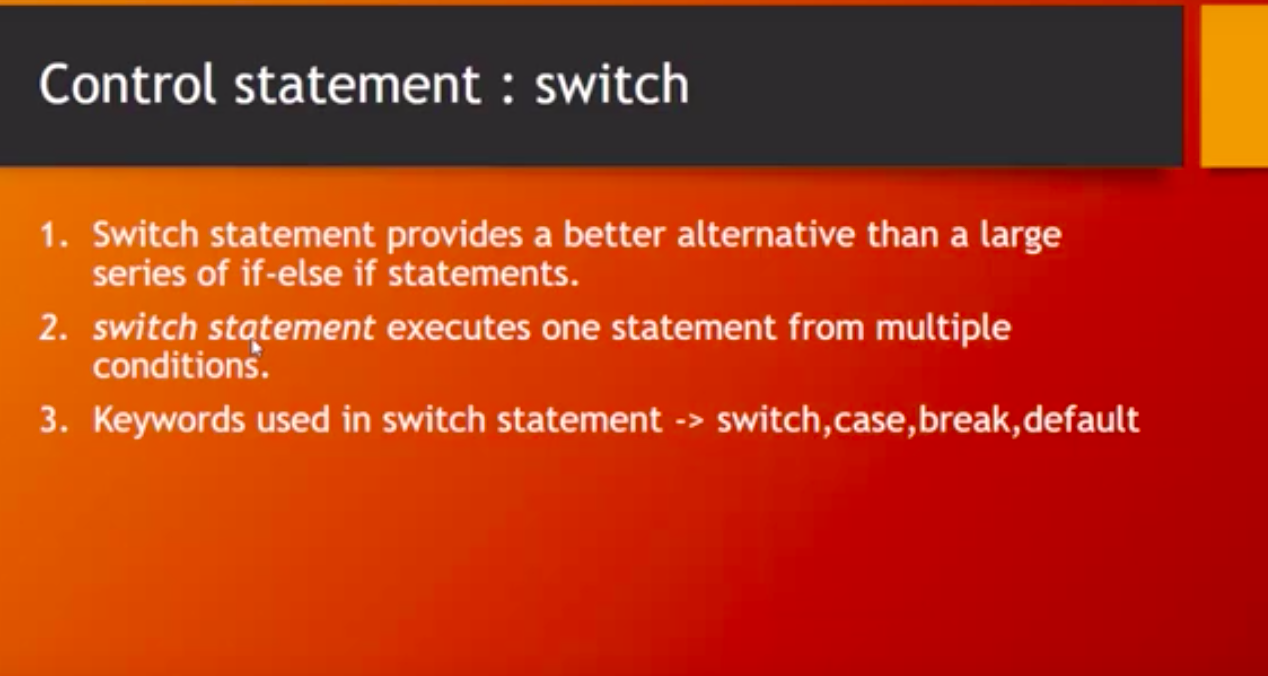 Control statement : switch
1. Switch statement provides a better alternative than a large
series of if-else if statements.
2. switch statement executes one statement from multiple
conditions.
3. Keywords used in switch statement -> switch,case,break,default